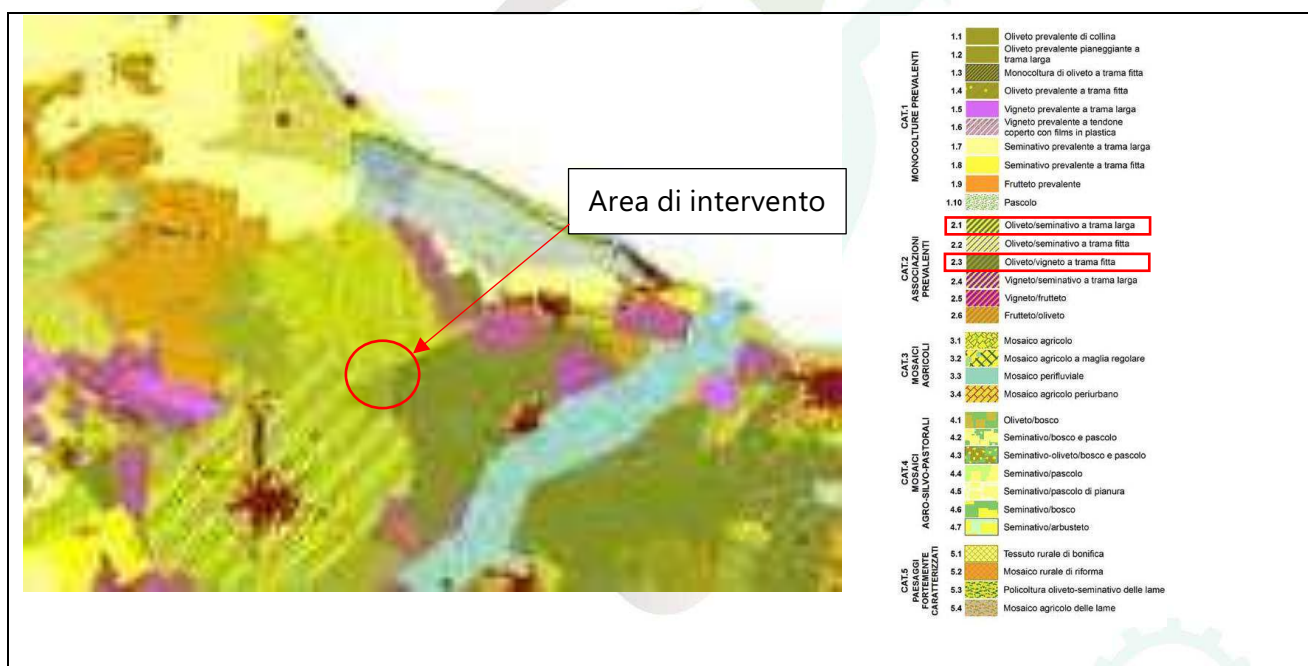 Area di intervento
CAT.1
MONOCOLTURE PREVALENTI
1.1 Oliveto prevalente di collina
1.2 Oliveto prevalente pianeggiante a
trama larga
1.3 Monocoltura di oliveto a trama fitta
1.4 Oliveto prevalente a trama fitta
1.5 Vigneto prevalente a trama larga
1.6 Vigneto prevalente a tendone
coperto con films in plastica
1.7 Seminativo prevalente a trama larga
1.8 Seminativo prevalente a trama fitta
1.9 Frutteto prevalente
1.10 Pascolo
CAT.2
ASSOCIAZIONI
PREVALENTI
2.1 Oliveto/seminativo a trama larga
2.2 Oliveto/seminativo a trama fitta
2.3 Oliveto/vigneto a trama fitta
2.4 Vigneto/seminativo a trama larga
2.5 Vigneto/frutteto
2.6 Frutteto/oliveto
CAT.3
MOSAICI
AGRICOLI
3.1 Mosaico agricolo
3.2 Mosaico agricolo a maglia regolare
3.3 Mosaico perifluviale
3.4 Mosaico agricolo periurbano
CAT.4
MOSAICI
AGRO-SILVO-PASTORALI
4.1 Oliveto/bosco
4.2 Seminativo/bosco e pascolo
4.3 Seminativo-oliveto/bosco e pascolo
4.4 Seminativo/pascolo
4.5 Seminativo/pascolo di pianura
4.6 Seminativo/bosco
4.7 Seminativo/arbusteto
CAT.5
PAESAGGI
FORTEMENTE
CARATTERIZZATI
5.1 Tessuto rurale di bonifica
5.2 Mosaico rurale di riforma
5.3 Policoltura oliveto-seminativo delle lame
5.4 Mosaico agricolo delle lame